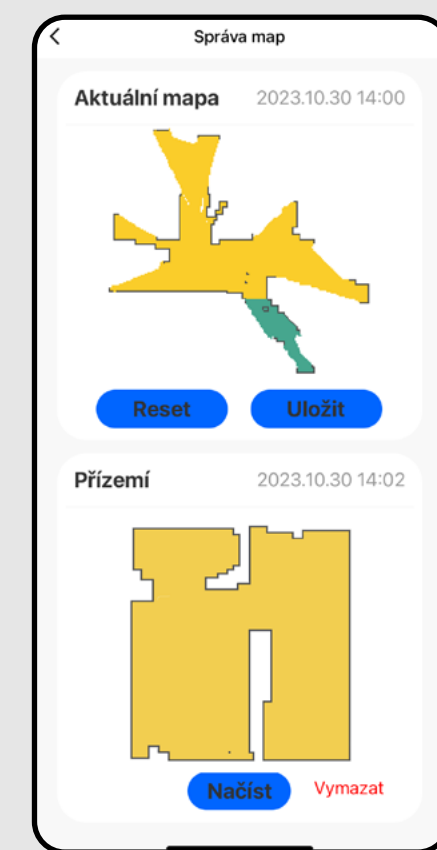 Správa map
Aktuální mapa 2023.10.30 14:00
Reset Uložit
Přízemí 2023.10.30 14:02
Načíst Vymazat